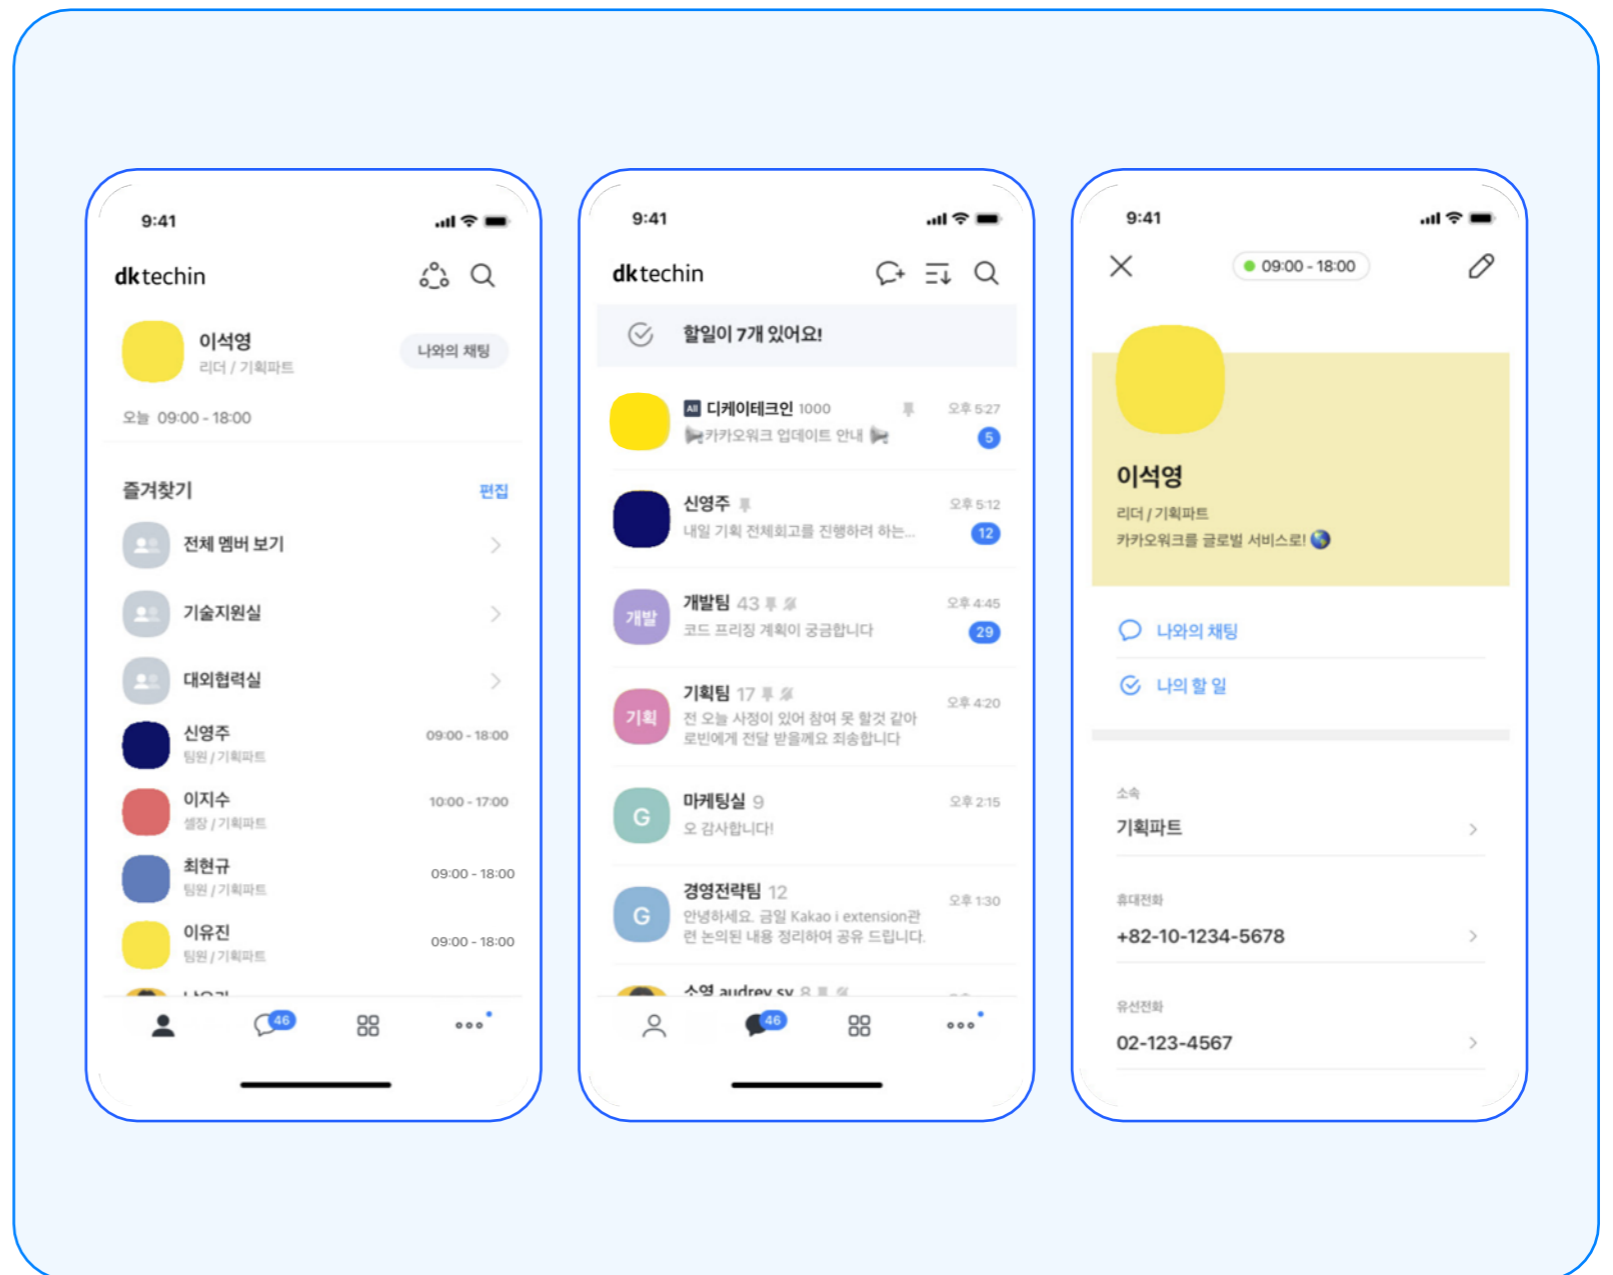 9:41
dktechin
이석영
리더 / 기획파트
나와의 채팅
오늘 09:00 - 18:00
즐겨찾기
편집
전체 멤버 보기
기술지원실
대외협력실
신영주
팀원 / 기획파트
09:00 - 18:00
이지수
셀장 / 기획파트
10:00 - 17:00
최현규
팀원 / 기획파트
09:00 - 18:00
이유진
팀원 / 기획파트
09:00 - 18:00
46
9:41
dktechin
할일이 7개 있어요!
All 디케이테크인 1000
오후 5:27
카카오워크 업데이트 안내
5
신영주
오후 5:12
내일 기획 전체회고를 진행하려 하는...
12
개발
개발팀 43
오후 4:45
코드 프리징 계획이 궁금합니다
29
기획
기획팀 17
오후 4:20
전 오늘 사정이 있어 참여 못 할것 같아
로빈에게 전달 받을께요 죄송합니다
G
마케팅실 9
오후 2:15
오 감사합니다!
G
경영전략팀 12
오후 1:30
안녕하세요. 금일 Kakao i extension관
련 논의된 내용 정리하여 공유 드립니다.
소영 audrey.sy 8
46
9:41
09:00 - 18:00
이석영
리더 / 기획파트
카카오워크를 글로벌 서비스로!
나와의 채팅
나의 할 일
소속
기획파트
휴대전화
+82-10-1234-5678
유선전화
02-123-4567